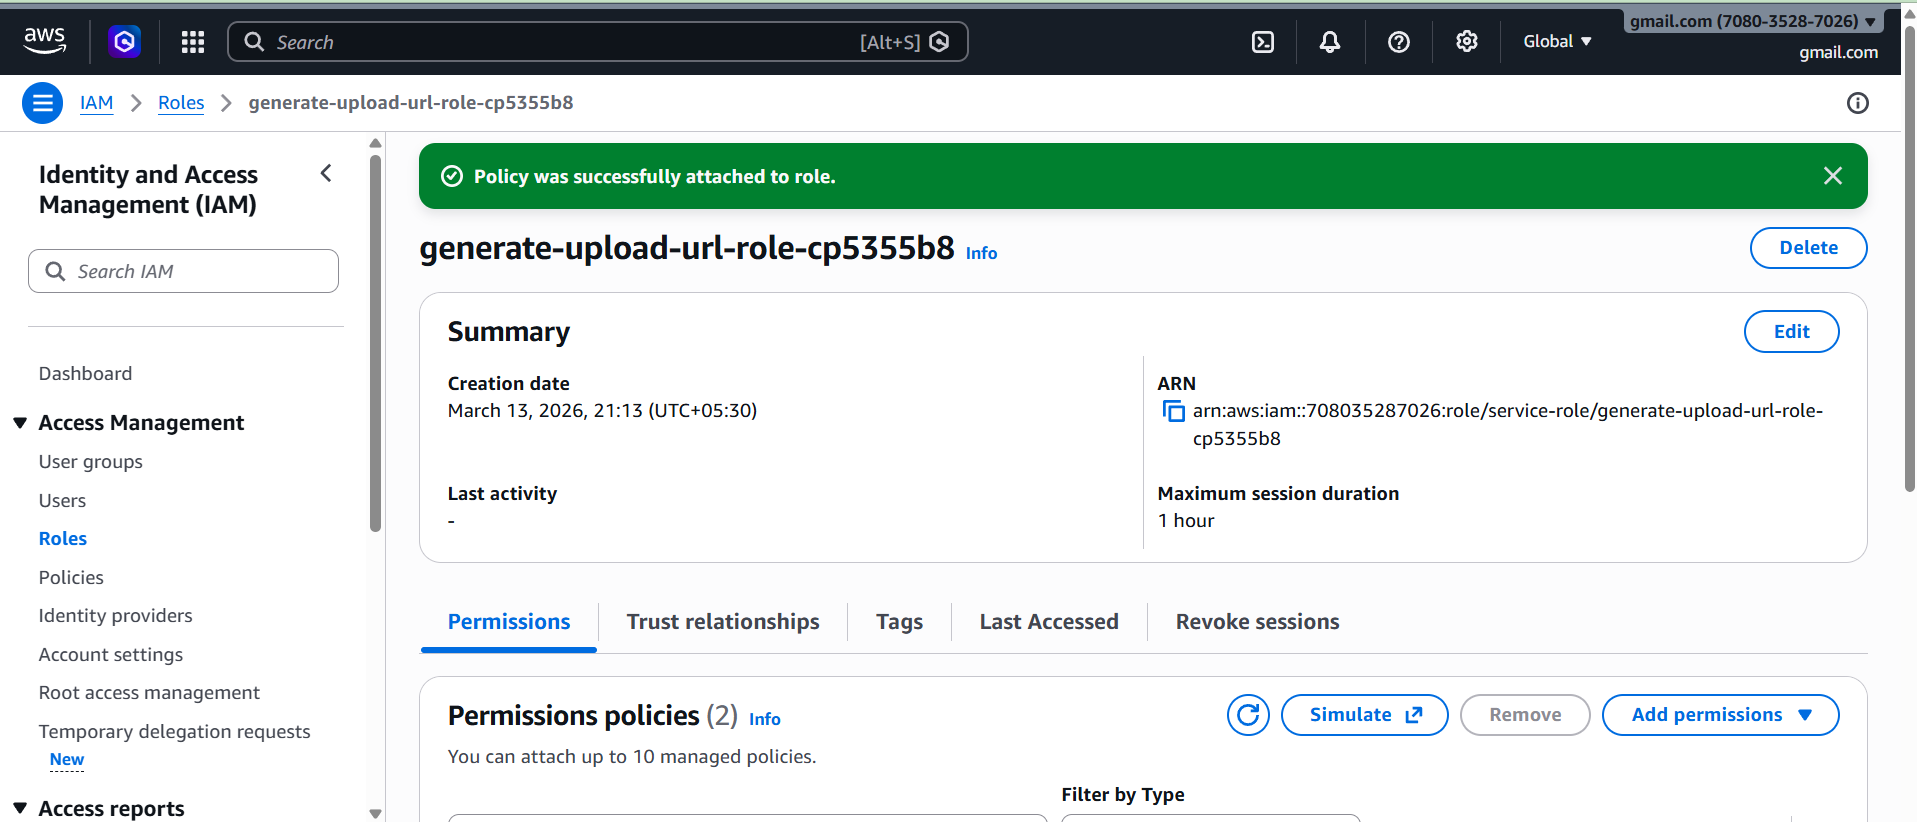 aws
Search [Alt+S]
Global
gmail.com (7080-3528-7026)
gmail.com
IAM
Roles
generate-upload-url-role-cp5355b8
Identity and Access
Management (IAM)
Search IAM
Dashboard
Access Management
User groups
Users
Roles
Policies
Identity providers
Account settings
Root access management
Temporary delegation requests
New
Access reports
Policy was successfully attached to role.
generate-upload-url-role-cp5355b8 Info
Delete
Summary
Edit
Creation date
March 13, 2026, 21:13 (UTC+05:30)
ARN
arn:aws:iam::708035287026:role/service-role/generate-upload-url-role-
cp5355b8
Last activity
-
Maximum session duration
1 hour
Permissions
Trust relationships
Tags
Last Accessed
Revoke sessions
Permissions policies (2) Info
Simulate
Remove
Add permissions
You can attach up to 10 managed policies.
Filter by Type